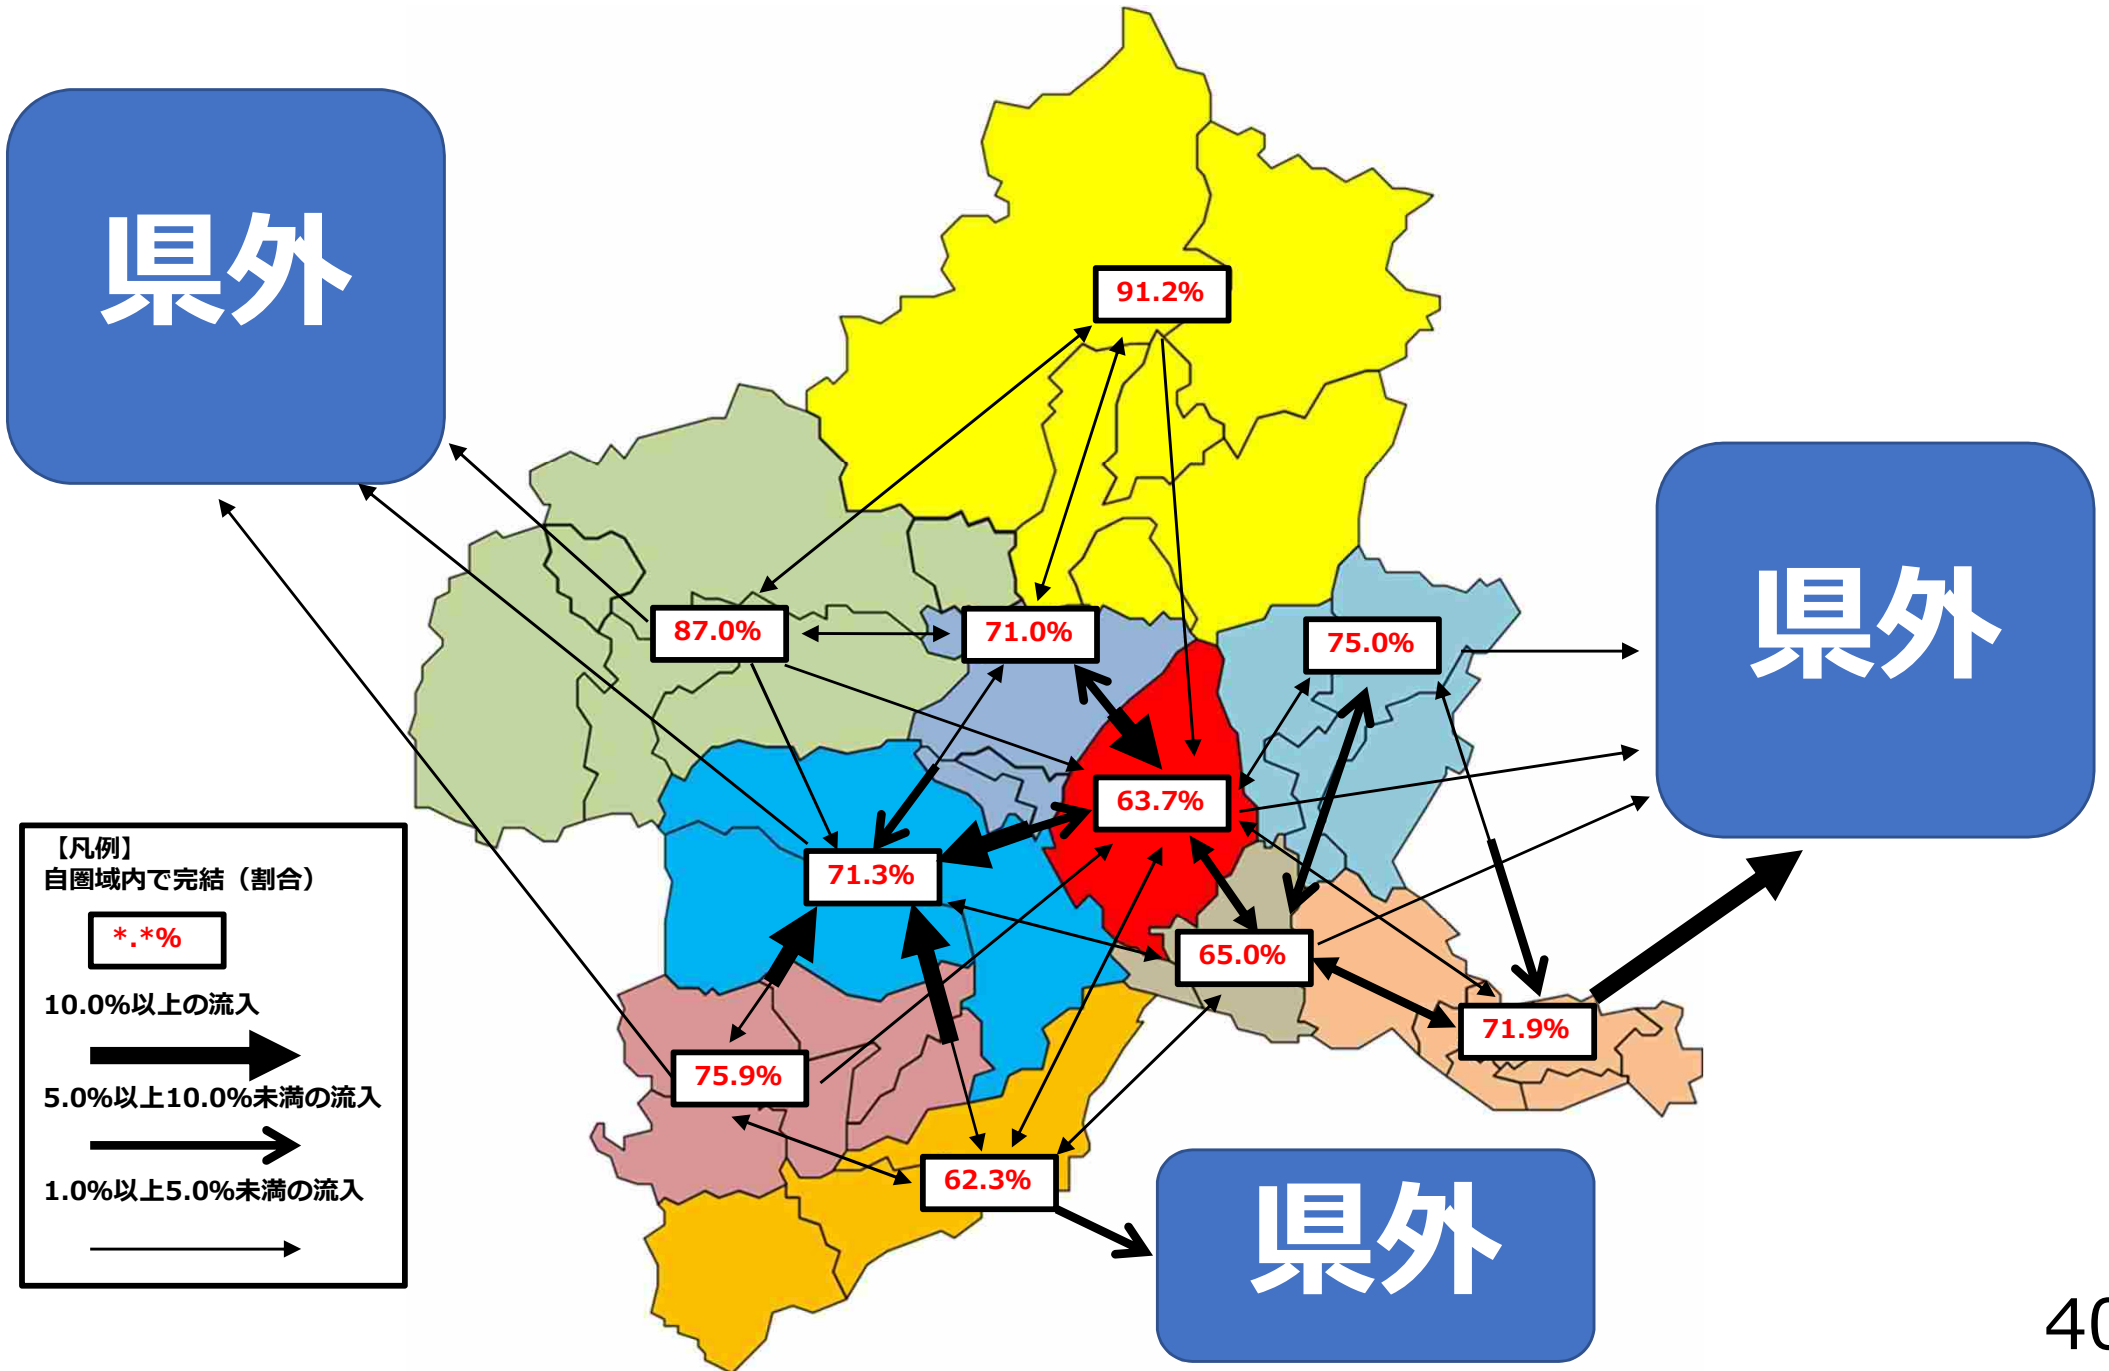 県外
91.2%
87.0%
71.0%
75.0%
県外
63.7%
71.3%
65.0%
71.9%
75.9%
62.3%
県外
【凡例】
自圏域内で完結（割合）
*.*%
10.0%以上の流入
5.0%以上10.0%未満の流入
1.0%以上5.0%未満の流入
40